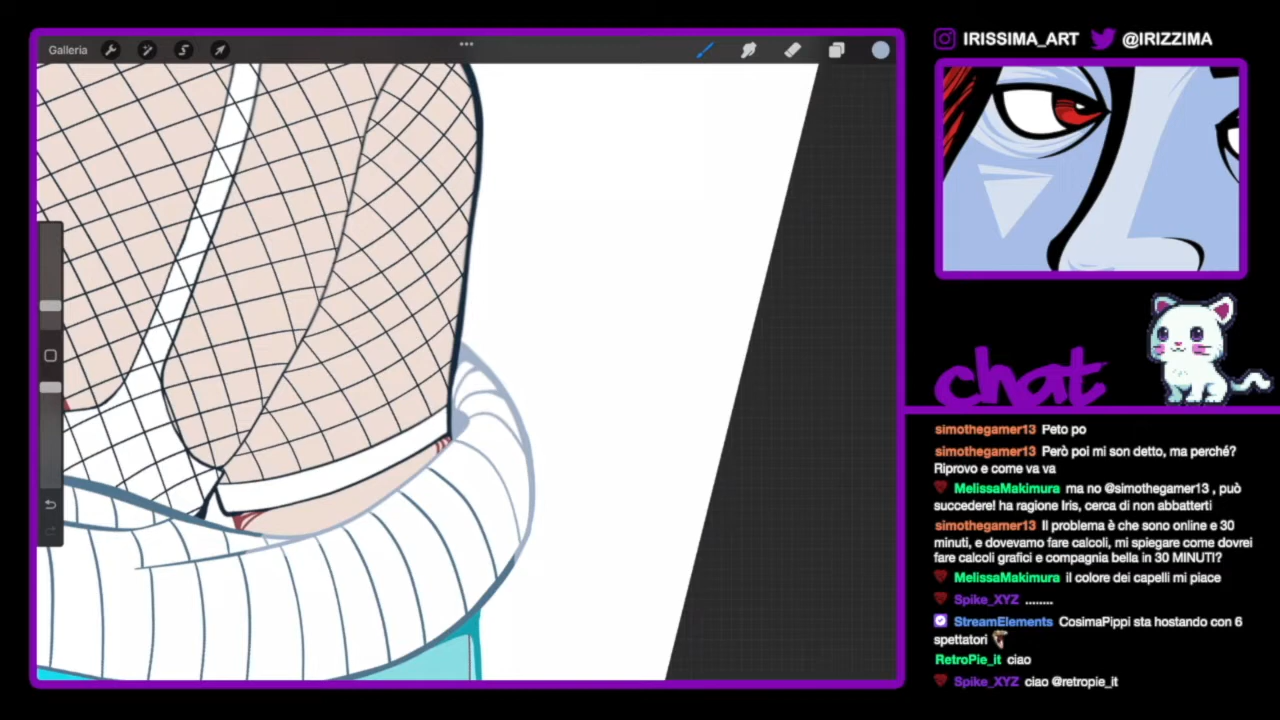 Galleria
IRISSIMA_ART @IRIZZIMA
chat
simothegamer13 Peto po
simothegamer13 Però poi mi son detto, ma perché?
Riprovo e come va va
MelissaMakimura ma no @simothegamer13 , può
succedere! ha ragione Iris, cerca di non abbatterti
simothegamer13 Il problema è che sono online e 30
minuti, e dovevamo fare calcoli, mi spiegare come dovrei
fare calcoli grafici e compagnia bella in 30 MINUTI?
MelissaMakimura il colore dei capelli mi piace
Spike_XYZ ........
StreamElements CosimaPippi sta hostando con 6
spettatori
RetroPie_it ciao
Spike_XYZ ciao @retropie_it